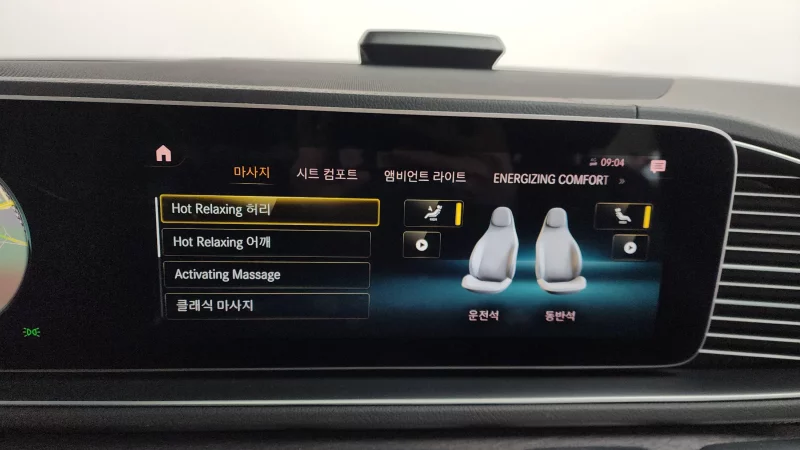 09:04
마사지 시트 컴포트 앰비언트 라이트 ENERGIZING COMFORT »
Hot Relaxing 허리
Hot Relaxing 어깨
Activating Massage
클래식 마사지
운전석 동반석